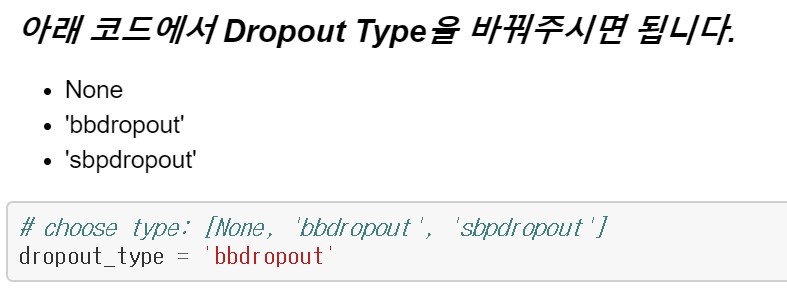 아래 코드에서 Dropout Type을 바꿔주시면 됩니다.
• None
• 'bbdropout'
• 'sbpdropout'
# choose type: [None, 'bbdropout', 'sbpdropout']
dropout_type = 'bbdropout'